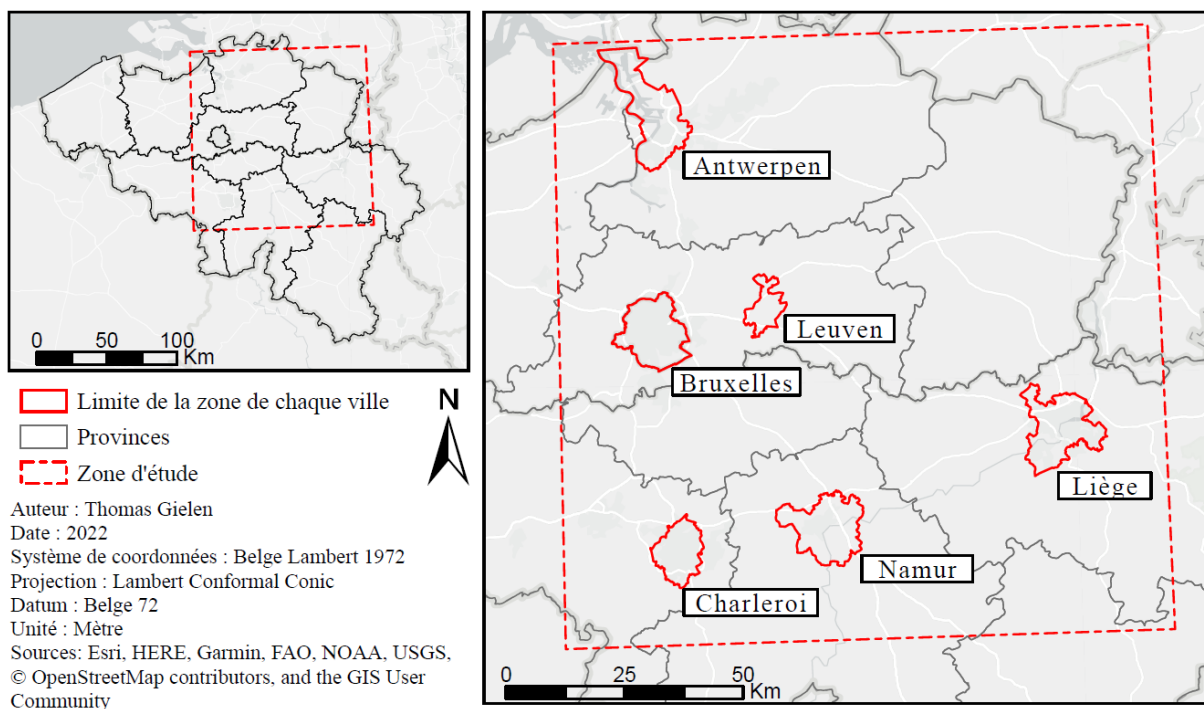 0 50 100
Km
Limite de la zone de chaque ville
Provinces
Zone d'étude
N
Auteur : Thomas Gielen
Date : 2022
Système de coordonnées : Belge Lambert 1972
Projection : Lambert Conformal Conic
Datum : Belge 72
Unité : Mètre
Sources: Esri, HERE, Garmin, FAO, NOAA, USGS,
© OpenStreetMap contributors, and the GIS User
Community
Antwerpen
Leuven
Bruxelles
Liège
Namur
Charleroi
0 25 50
Km